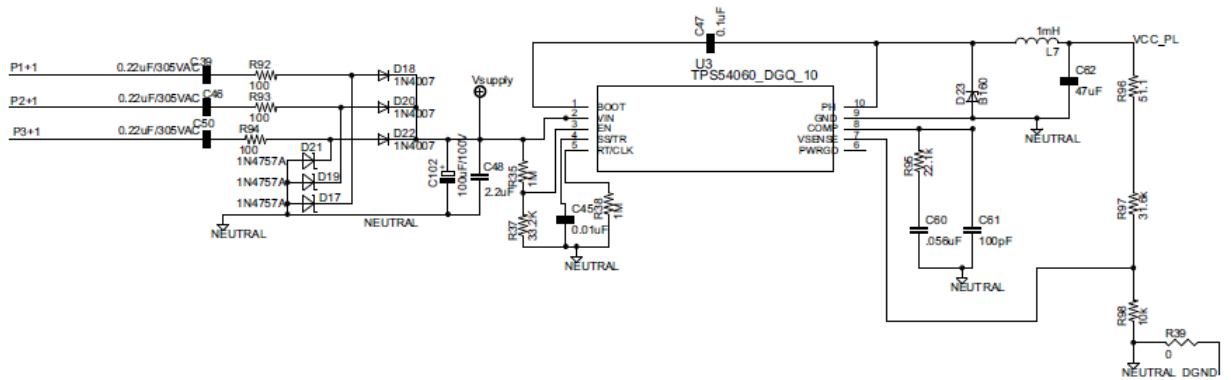 C47
0.1uF
U3
TPS54060_DGQ_10
1mH
L7
VCC_PL
P1+1
0.22uF/305VAC
C39
R92
100
D18
1N4007
Vsupply
D23
B160
C62
47uF
R96
51.1
P2+1
0.22uF/305VAC
C46
R93
100
D20
1N4007
P3+1
0.22uF/305VAC
C50
R94
100
D22
1N4007
1 BOOT
2 VIN
3 EN
4 SS/TR
5 RT/CLK
PH 10
GND 9
COMP 8
VSENSE 7
PWRGD 6
NEUTRAL
1N4757A
D21
1N4757A
D19
1N4757A
D17
C102
100uF/100V
C48
2.2uF
R35
1M
R37
33.2K
C45
0.01uF
R38
1M
R95
22.1k
C60
.056uF
C61
100pF
R97
31.6k
NEUTRAL
NEUTRAL
NEUTRAL
NEUTRAL
R98
10k
R39
0
NEUTRAL
DGND